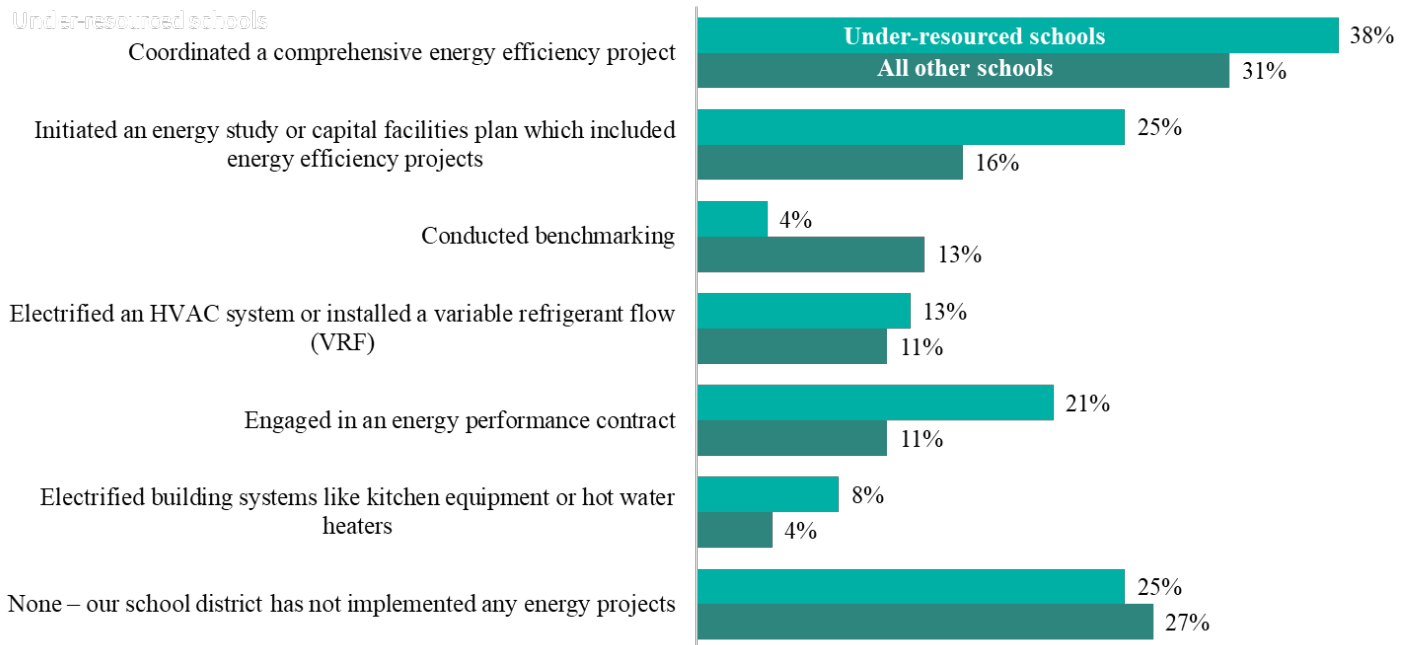 Under-resourced schools
Coordinated a comprehensive energy efficiency project
Under-resourced schools
38%
All other schools
31%
Initiated an energy study or capital facilities plan which included
energy efficiency projects
25%
16%
Conducted benchmarking
4%
13%
Electrified an HVAC system or installed a variable refrigerant flow
(VRF)
13%
11%
Engaged in an energy performance contract
21%
11%
Electrified building systems like kitchen equipment or hot water
heaters
8%
4%
None – our school district has not implemented any energy projects
25%
27%